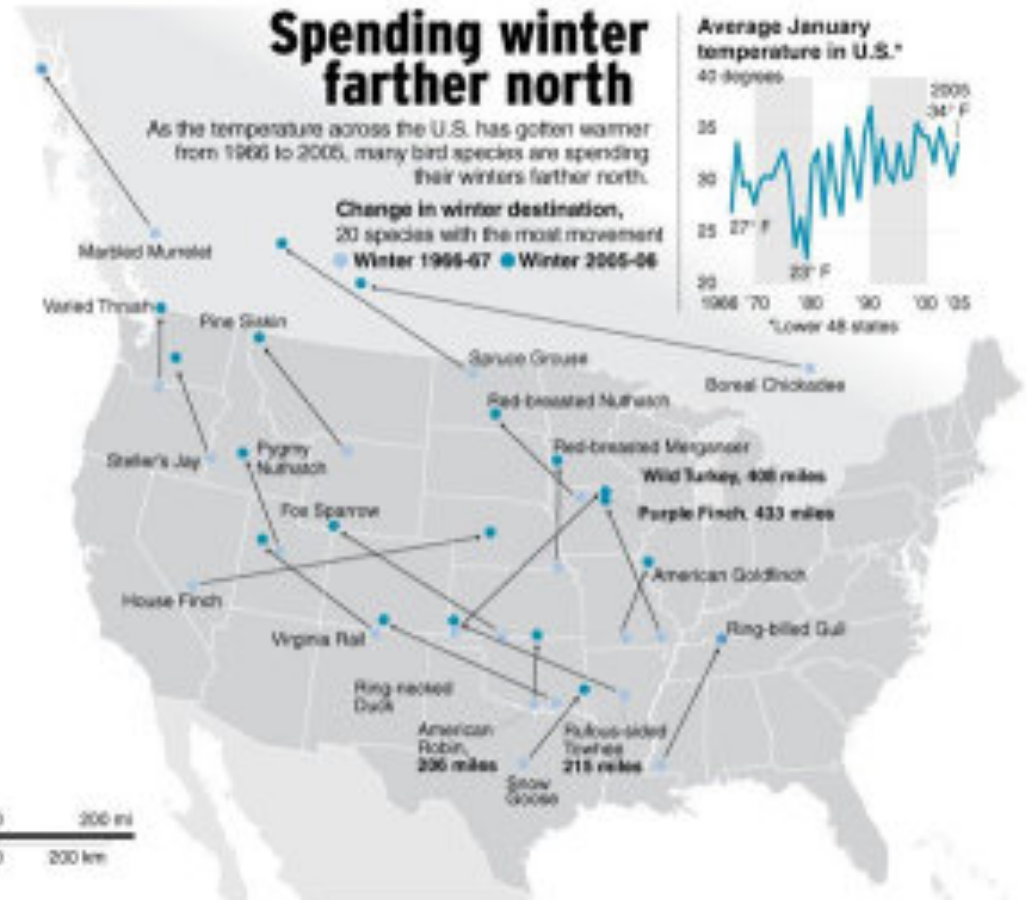 Spending winter
farther north
As the temperature across the U.S. has gotten warmer
from 1966 to 2005, many bird species are spending
their winters farther north.
Change in winter destination,
20 species with the most movement
Winter 1966-67 Winter 2005-06
Average January
temperature in U.S.*
40 degrees
2005
34° F
35
30
25
27° F
23° F
20
1966 '70 '80 '90 '00 '05
*Lower 48 states
Marbled Murrelet
Varied Thrush
Pine Siskin
Spruce Grouse
Boreal Chickadee
Red-breasted Nuthatch
Red-breasted Merganser
Steller's Jay
Pygmy
Nuthatch
Wild Turkey, 408 miles
Purple Finch, 433 miles
Fox Sparrow
American Goldfinch
House Finch
Virginia Rail
Ring-billed Gull
Ring-necked
Duck
American
Robin,
206 miles
Rufous-sided
Towhee
215 miles
Snow
Goose
0 200 mi
0 200 km